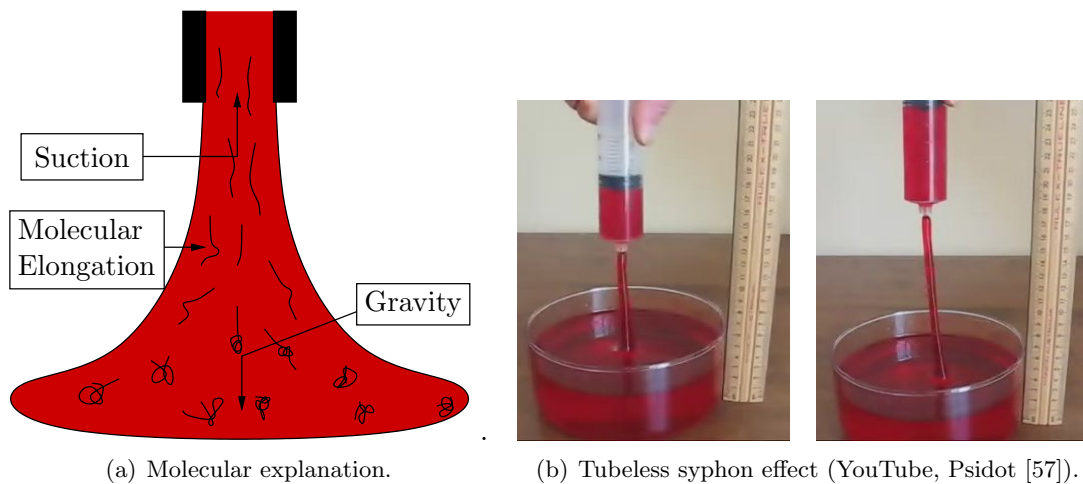 Suction
Molecular
Elongation
Gravity
.
(a) Molecular explanation.
(b) Tubeless syphon effect (YouTube, Psidot [57]).